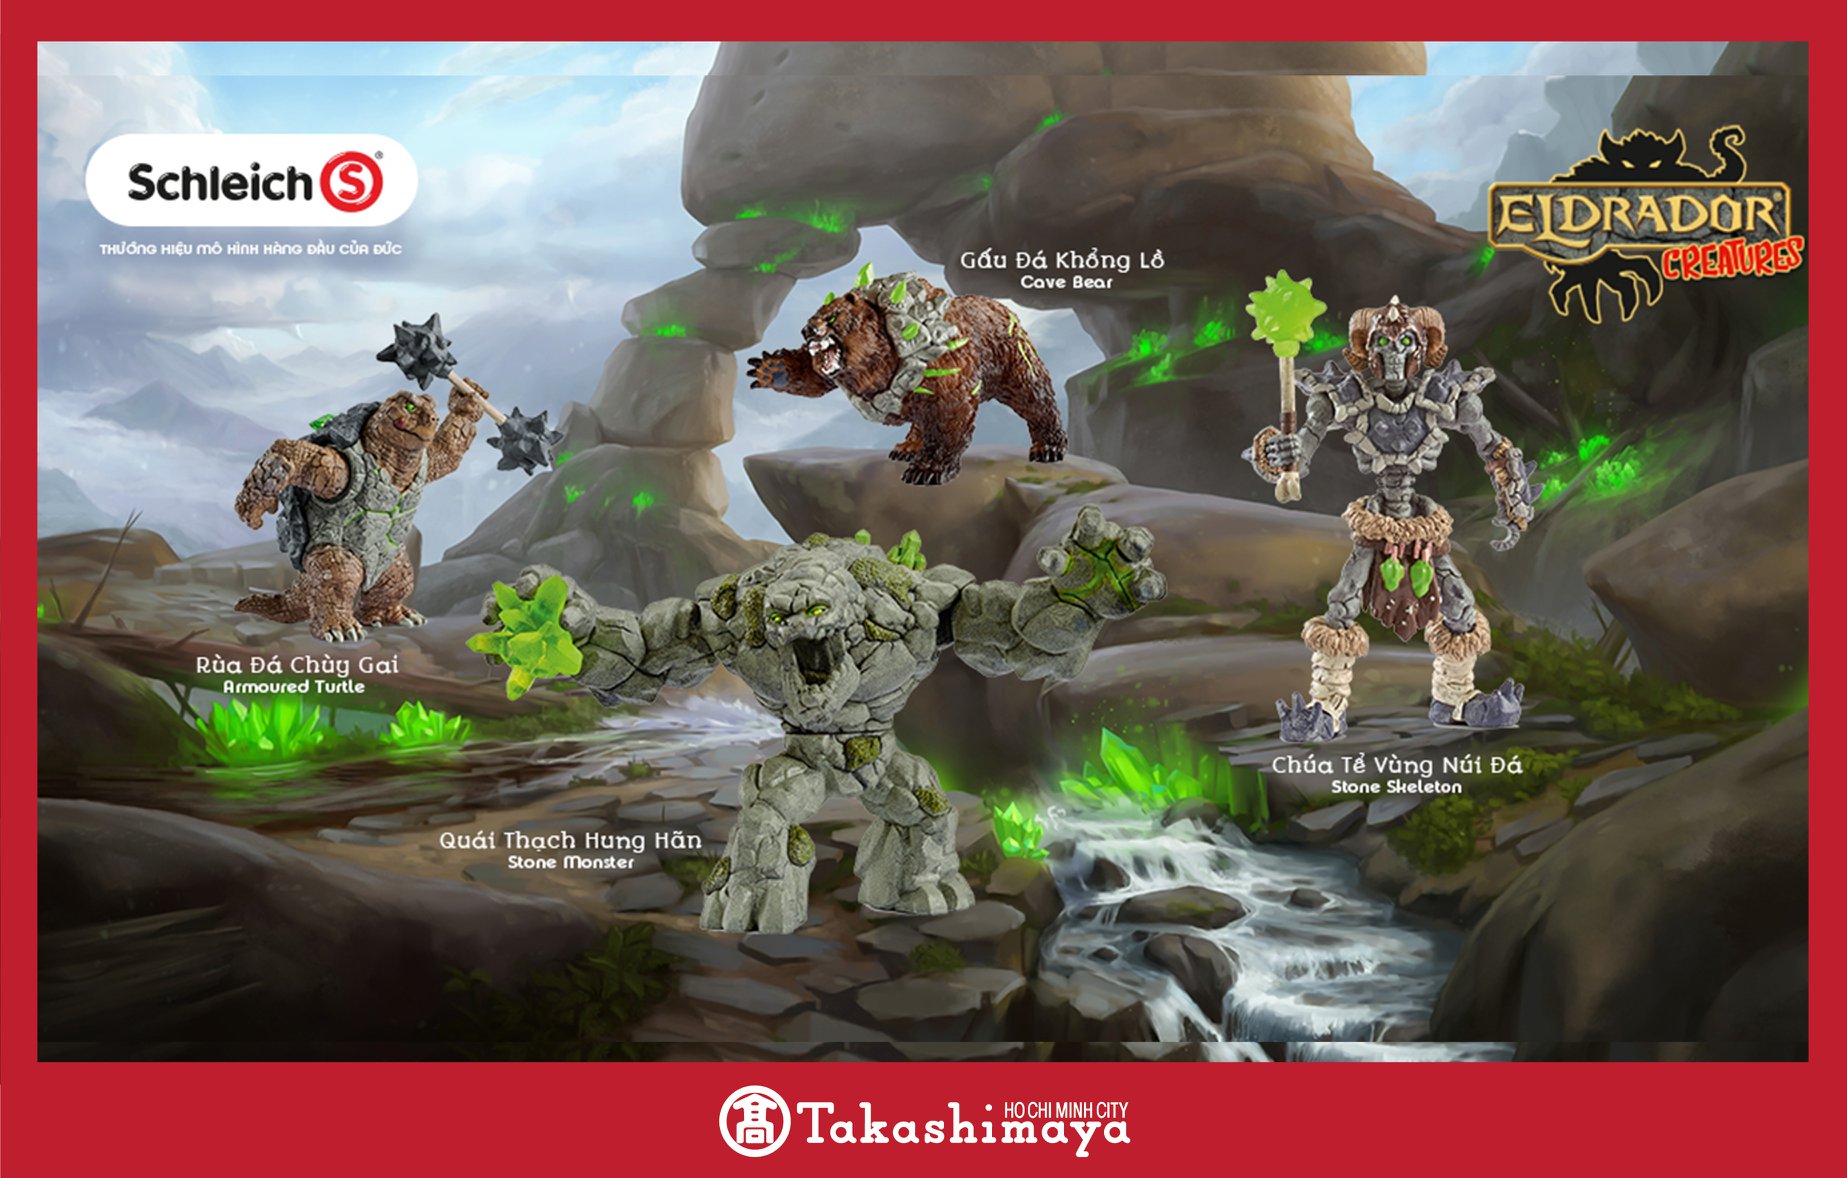 Schleich S®
THƯƠNG HIỆU MÔ HÌNH HÀNG ĐẦU CỦA ĐỨC
ELDRADOR®
CREATURES
Gấu Đá Khổng Lồ
Cave Bear
Rùa Đá Chùy Gai
Armoured Turtle
Chúa Tể Vùng Núi Đá
Stone Skeleton
Quái Thạch Hung Hãn
Stone Monster
髙 Takashimaya
HO CHI MINH CITY